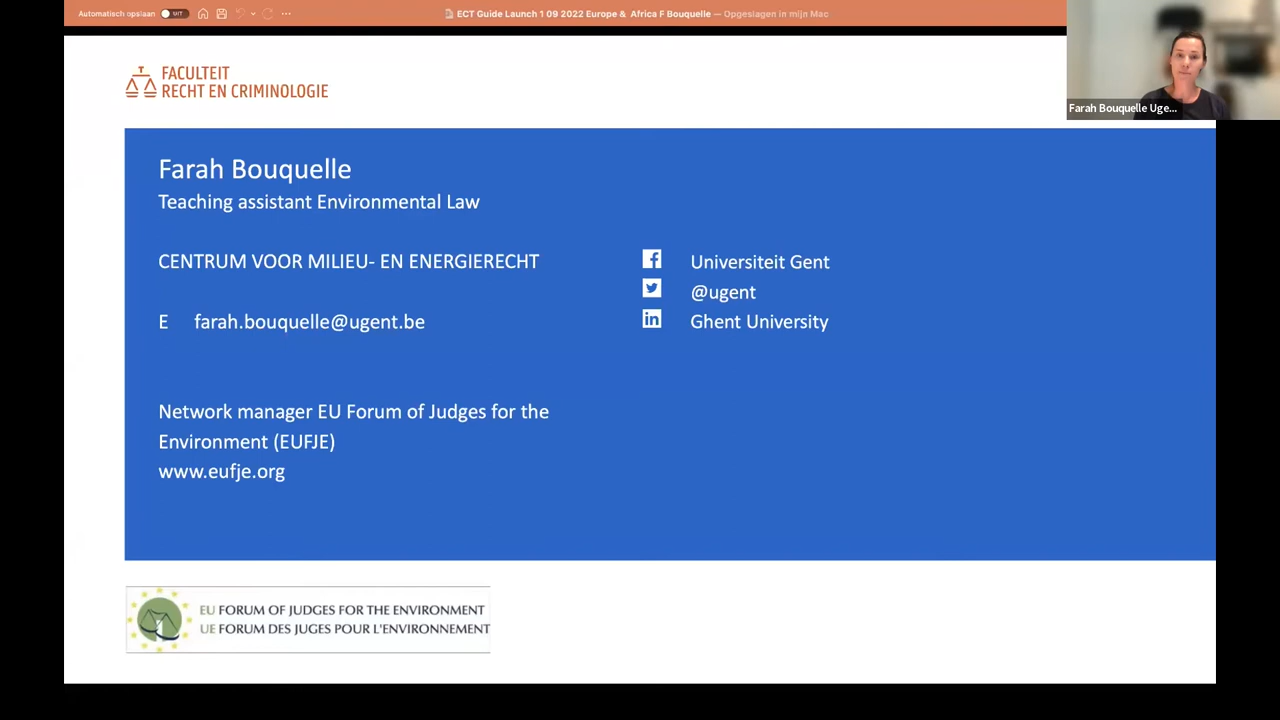 Automatisch opslaan UIT
ECT Guide Launch 1 09 2022 Europe & Africa F Bouquelle — Opgeslagen in mijn Mac
Farah Bouquelle Uge...
FACULTEIT
RECHT EN CRIMINOLOGIE
Farah Bouquelle
Teaching assistant Environmental Law
CENTRUM VOOR MILIEU- EN ENERGIERECHT
E farah.bouquelle@ugent.be
Universiteit Gent
@ugent
Ghent University
Network manager EU Forum of Judges for the
Environment (EUFJE)
www.eufje.org
EU FORUM OF JUDGES FOR THE ENVIRONMENT
UE FORUM DES JUGES POUR L'ENVIRONNEMENT